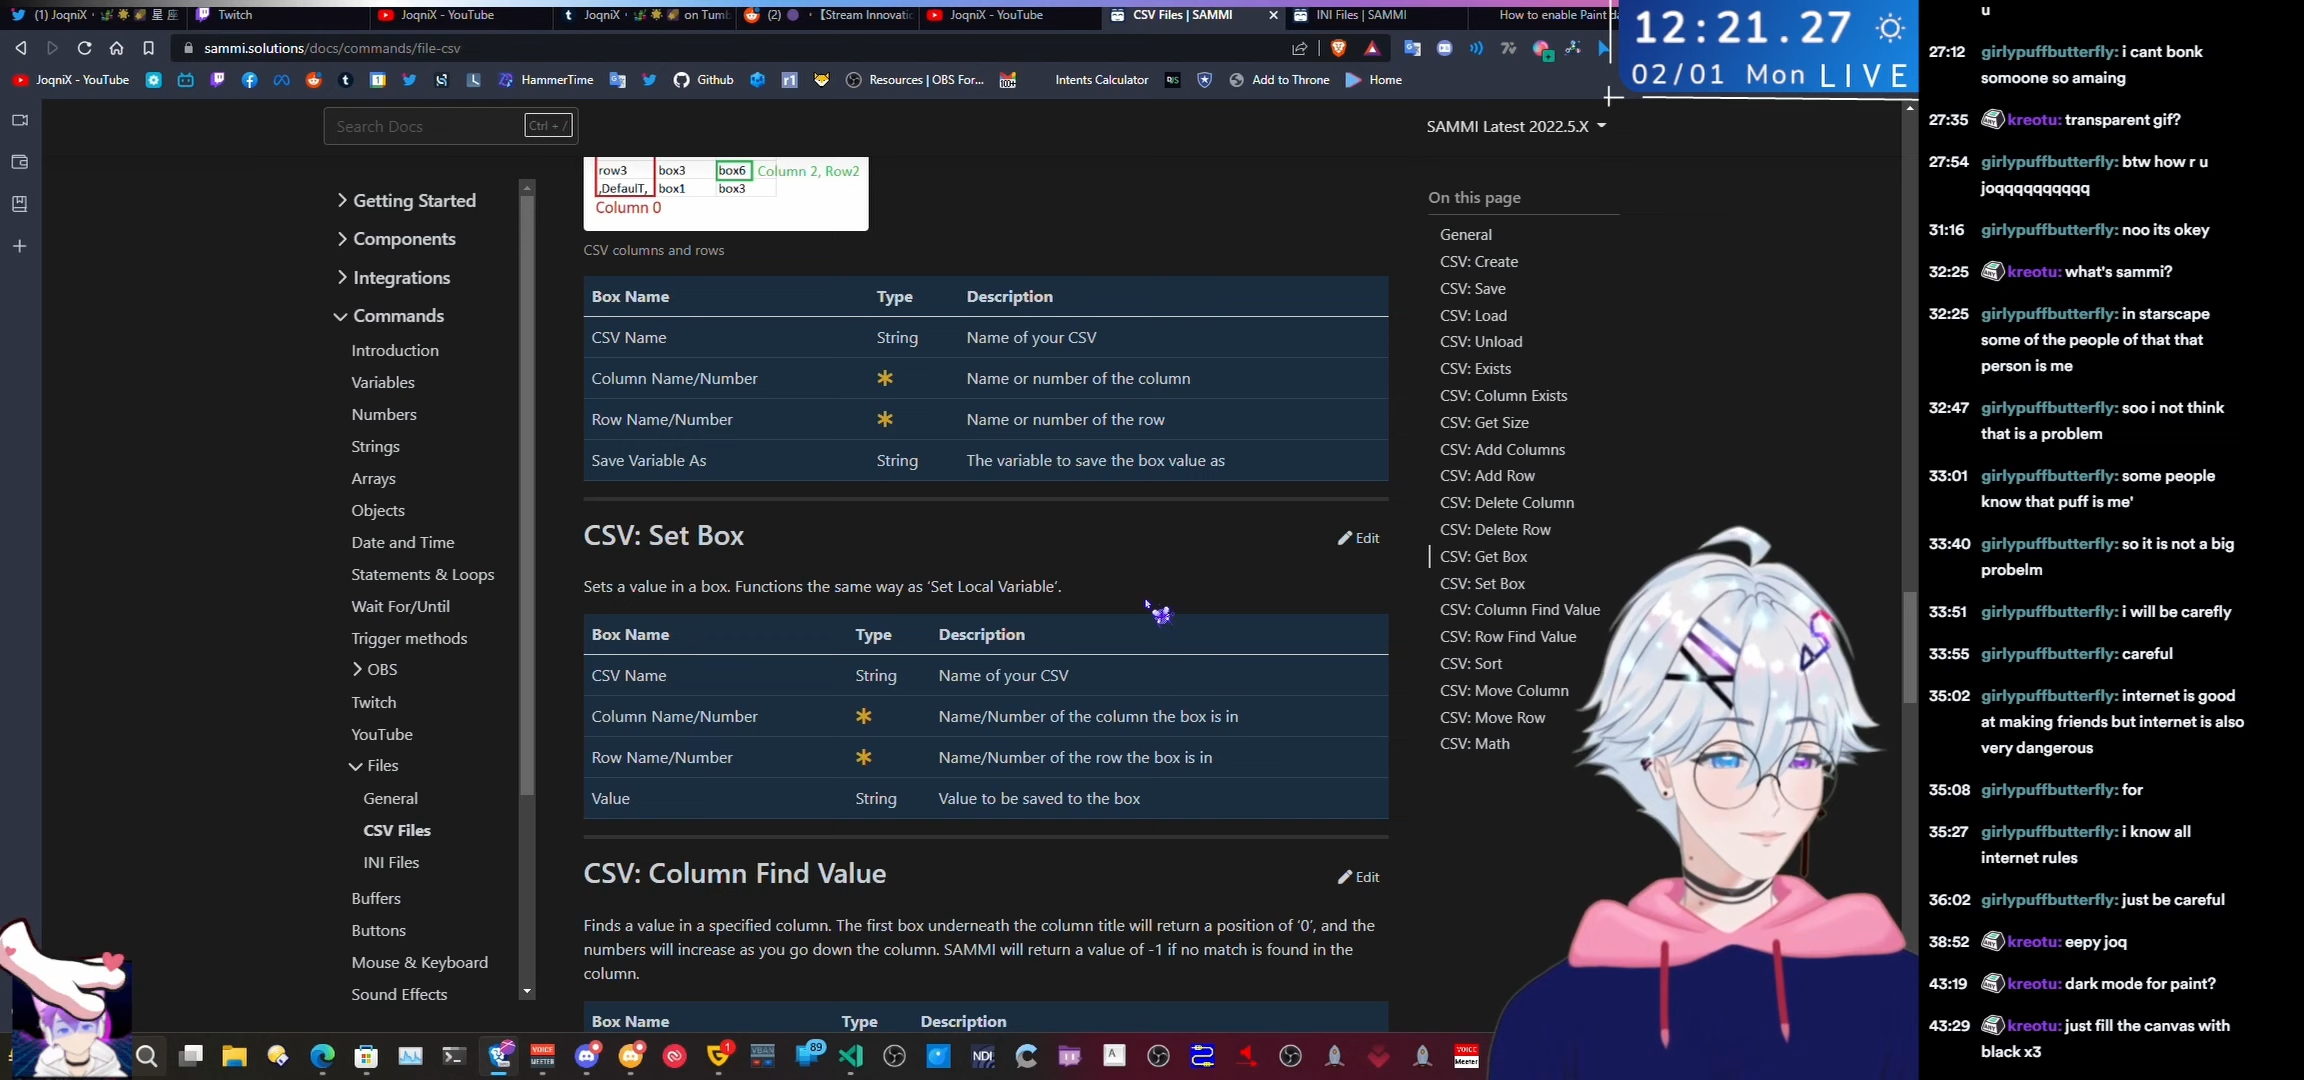 (1) JoqniX
Twitch
JoqniX - YouTube
JoqniX
on Tumb
(2)
【Stream Innovatic
JoqniX - YouTube
CSV Files | SAMMI
INI Files | SAMMI
How to enable Paint da
sammi.solutions/docs/commands/file-csv
JoqniX - YouTube
HammerTime
Github
Resources | OBS For...
Intents Calculator
Add to Throne
Home
12:21.27
02/01 Mon LIVE
Search Docs
Ctrl + /
SAMMI Latest 2022.5.X
Getting Started
Components
Integrations
Commands
Introduction
Variables
Numbers
Strings
Arrays
Objects
Date and Time
Statements & Loops
Wait For/Until
Trigger methods
OBS
Twitch
YouTube
Files
General
CSV Files
INI Files
Buffers
Buttons
Mouse & Keyboard
Sound Effects
row3 box3 box6 Column 2, Row2
,DefaulT, box1 box3
Column 0
CSV columns and rows
Box Name Type Description
CSV Name String Name of your CSV
Column Name/Number Name or number of the column
Row Name/Number Name or number of the row
Save Variable As String The variable to save the box value as
CSV: Set Box
Edit
Sets a value in a box. Functions the same way as ‘Set Local Variable’.
Box Name Type Description
CSV Name String Name of your CSV
Column Name/Number Name/Number of the column the box is in
Row Name/Number Name/Number of the row the box is in
Value String Value to be saved to the box
CSV: Column Find Value
Edit
Finds a value in a specified column. The first box underneath the column title will return a position of ‘0’, and the
numbers will increase as you go down the column. SAMMI will return a value of -1 if no match is found in the
column.
Box Name Type Description
On this page
General
CSV: Create
CSV: Save
CSV: Load
CSV: Unload
CSV: Exists
CSV: Column Exists
CSV: Get Size
CSV: Add Columns
CSV: Add Row
CSV: Delete Column
CSV: Delete Row
CSV: Get Box
CSV: Set Box
CSV: Column Find Value
CSV: Row Find Value
CSV: Sort
CSV: Move Column
CSV: Move Row
CSV: Math
u
27:12 girlypuffbutterfly: i cant bonk
somoone so amaing
27:35 kreotu: transparent gif?
27:54 girlypuffbutterfly: btw how r u
joqqqqqqqqqq
31:16 girlypuffbutterfly: noo its okey
32:25 kreotu: what's sammi?
32:25 girlypuffbutterfly: in starscape
some of the people of that that
person is me
32:47 girlypuffbutterfly: soo i not think
that is a problem
33:01 girlypuffbutterfly: some people
know that puff is me'
33:40 girlypuffbutterfly: so it is not a big
probelm
33:51 girlypuffbutterfly: i will be carefly
33:55 girlypuffbutterfly: careful
35:02 girlypuffbutterfly: internet is good
at making friends but internet is also
very dangerous
35:08 girlypuffbutterfly: for
35:27 girlypuffbutterfly: i know all
internet rules
36:02 girlypuffbutterfly: just be careful
38:52 kreotu: eepy joq
43:19 kreotu: dark mode for paint?
43:29 kreotu: just fill the canvas with
black x3
VOICE
MEETER
1
VBAN
89
NDI
A
VOICE
Meeter